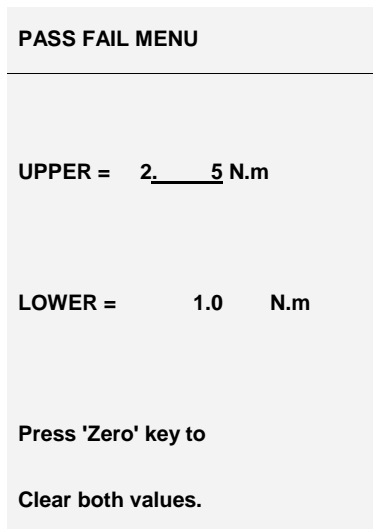 PASS FAIL MENU
UPPER = 2. 5 N.m
LOWER = 1.0 N.m
Press 'Zero' key to
Clear both values.